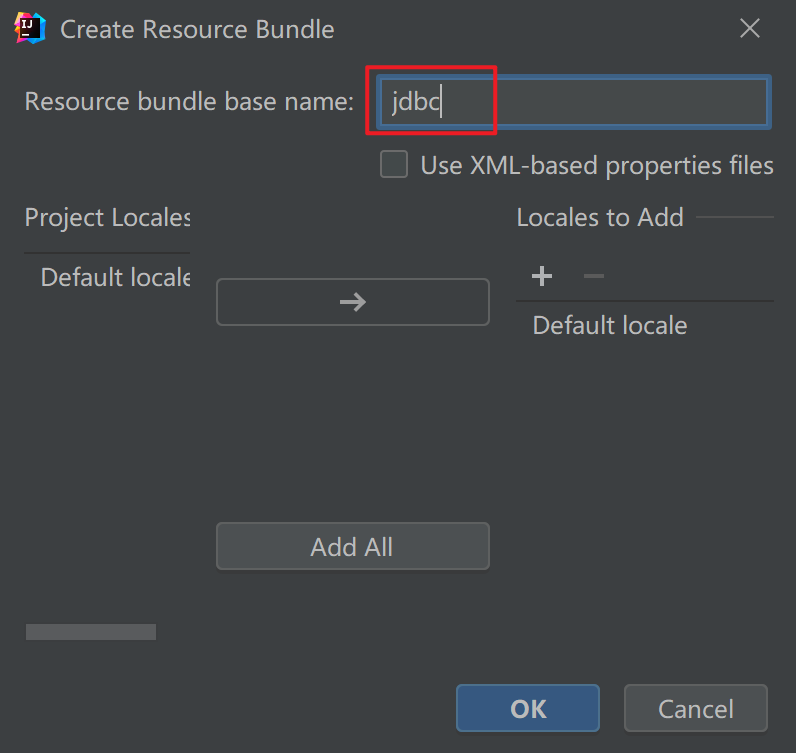 IJ
Create Resource Bundle
Resource bundle base name: jdbc
Use XML-based properties files
Project Locales
Locales to Add
Default locale
Default locale
Add All
OK
Cancel